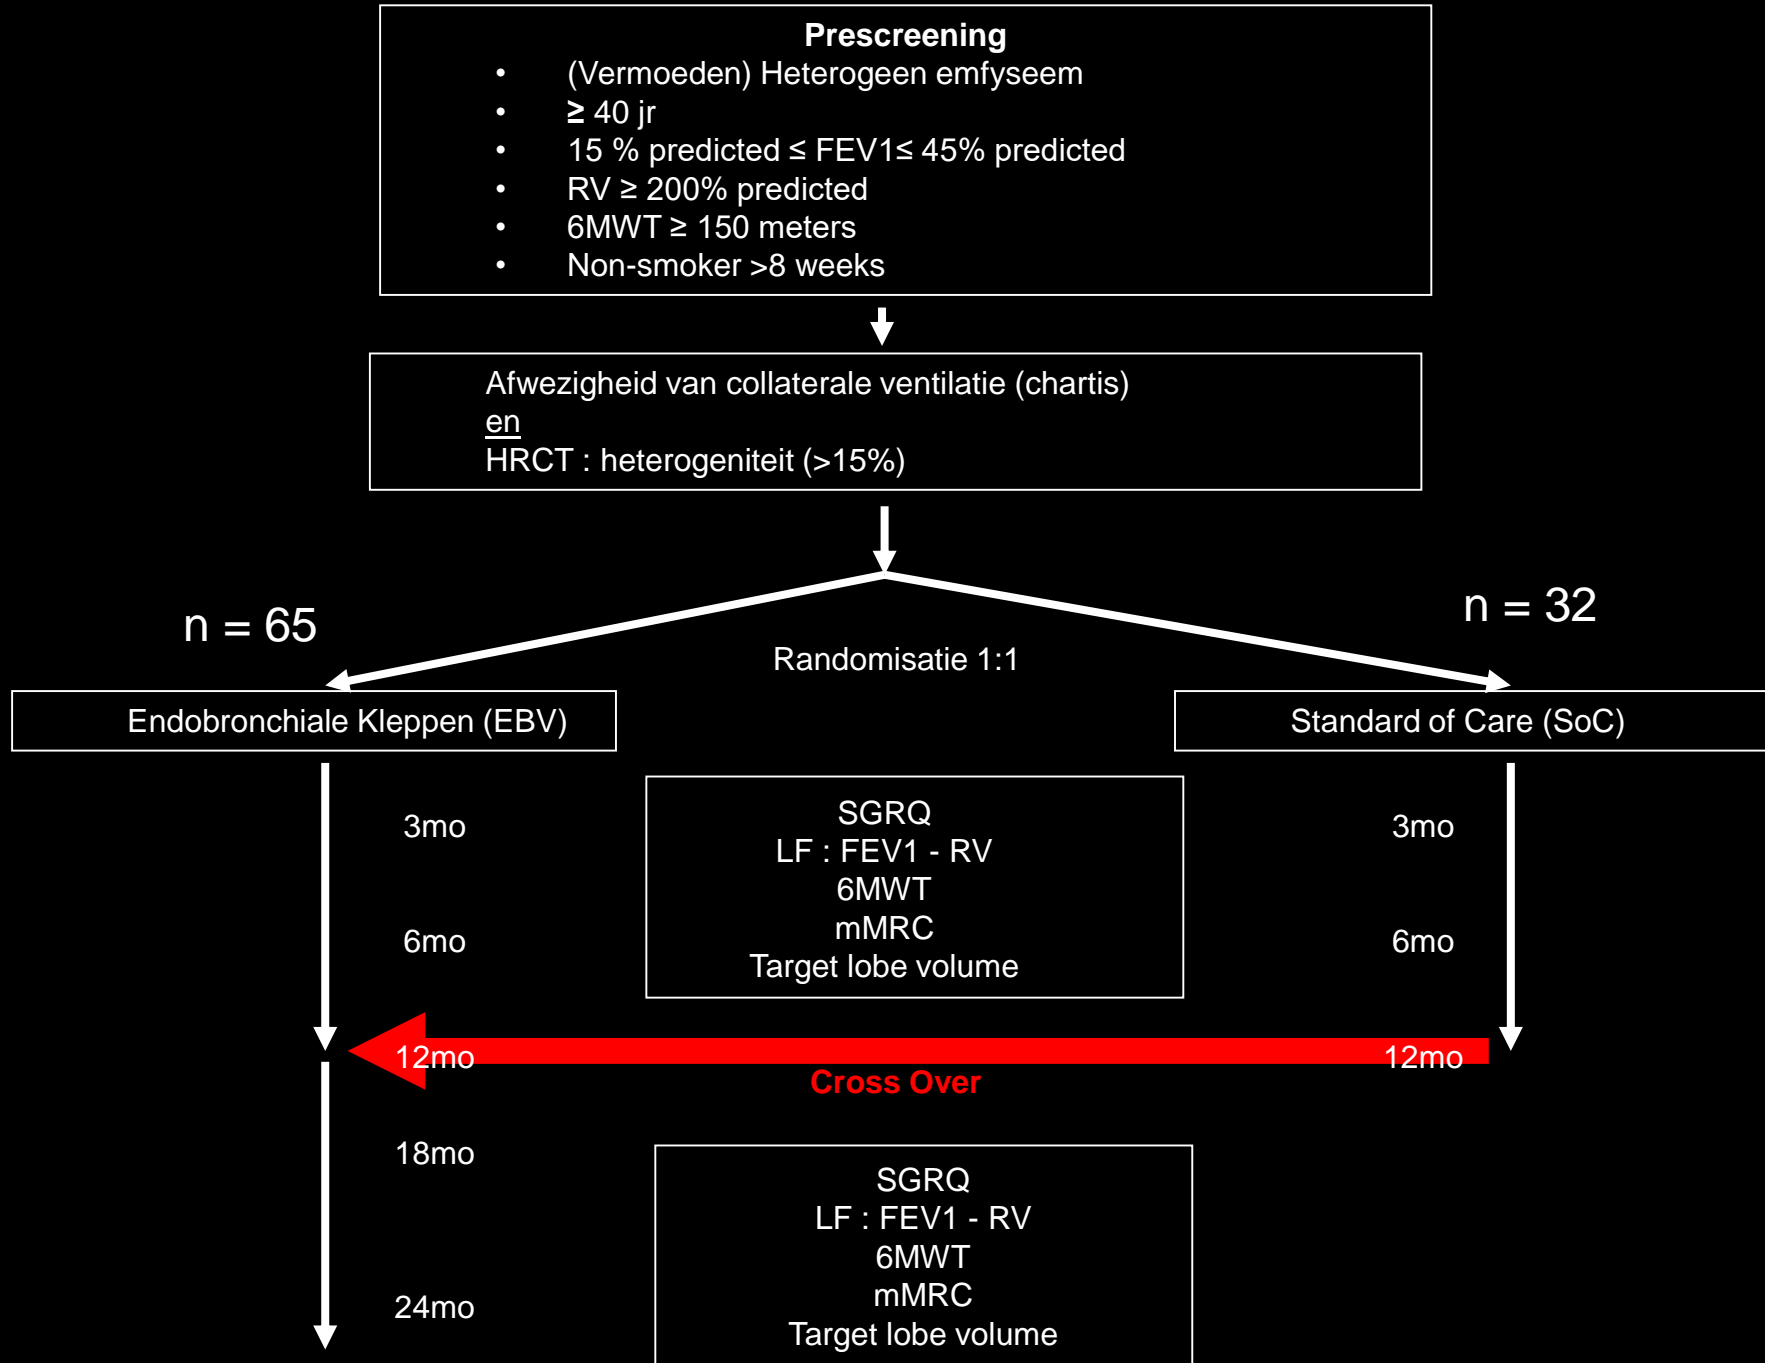 Prescreening
• (Vermoeden) Heterogeen emfyseem
• ≥ 40 jr
• 15 % predicted ≤ FEV1≤ 45% predicted
• RV ≥ 200% predicted
• 6MWT ≥ 150 meters
• Non-smoker >8 weeks
Afwezigheid van collaterale ventilatie (chartis)
en
HRCT : heterogeniteit (>15%)
n = 65
n = 32
Randomisatie 1:1
Endobronchiale Kleppen (EBV)
Standard of Care (SoC)
3mo
6mo
12mo
SGRQ
LF : FEV1 - RV
6MWT
mMRC
Target lobe volume
3mo
6mo
12mo
Cross Over
18mo
24mo
SGRQ
LF : FEV1 - RV
6MWT
mMRC
Target lobe volume